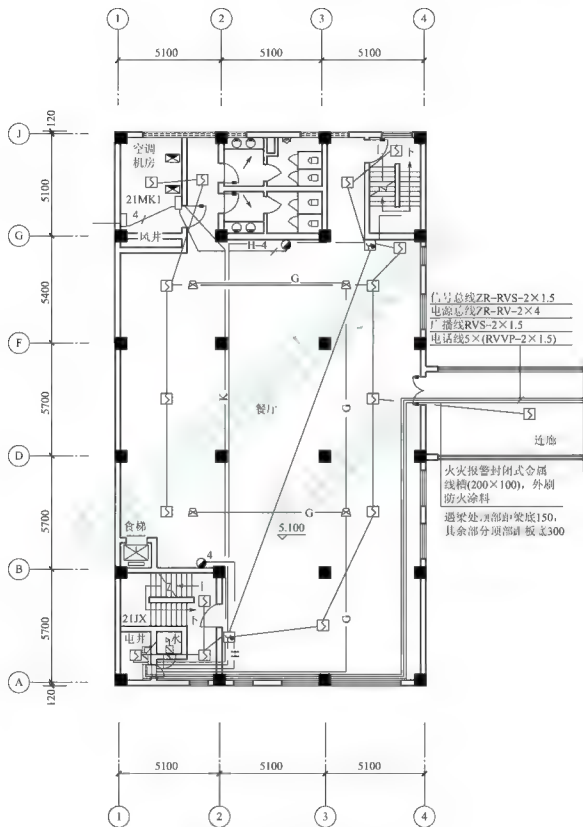 1 2 3 4
5100 5100 5100
J
120
空调
机房
5100
21MK1
4
G
风井
H-4
G
5400
信号总线ZR-RVS-2×1.5
电源总线ZR-RV-2×4
广播线RVS-2×1.5
电话线5×(RVVP-2×1.5)
F
K
餐厅
G
5700
连地
D
火灾报警封闭式金属
线槽(200×100),外刷
防火涂料
遇梁处顶部距梁底150,
其余部分顶部距板底300
G
5.100
5700
食梯
4
B
上
下
21JX
G
5700
电井
水
H
A
120
5100 5100 5100
1 2 3 4